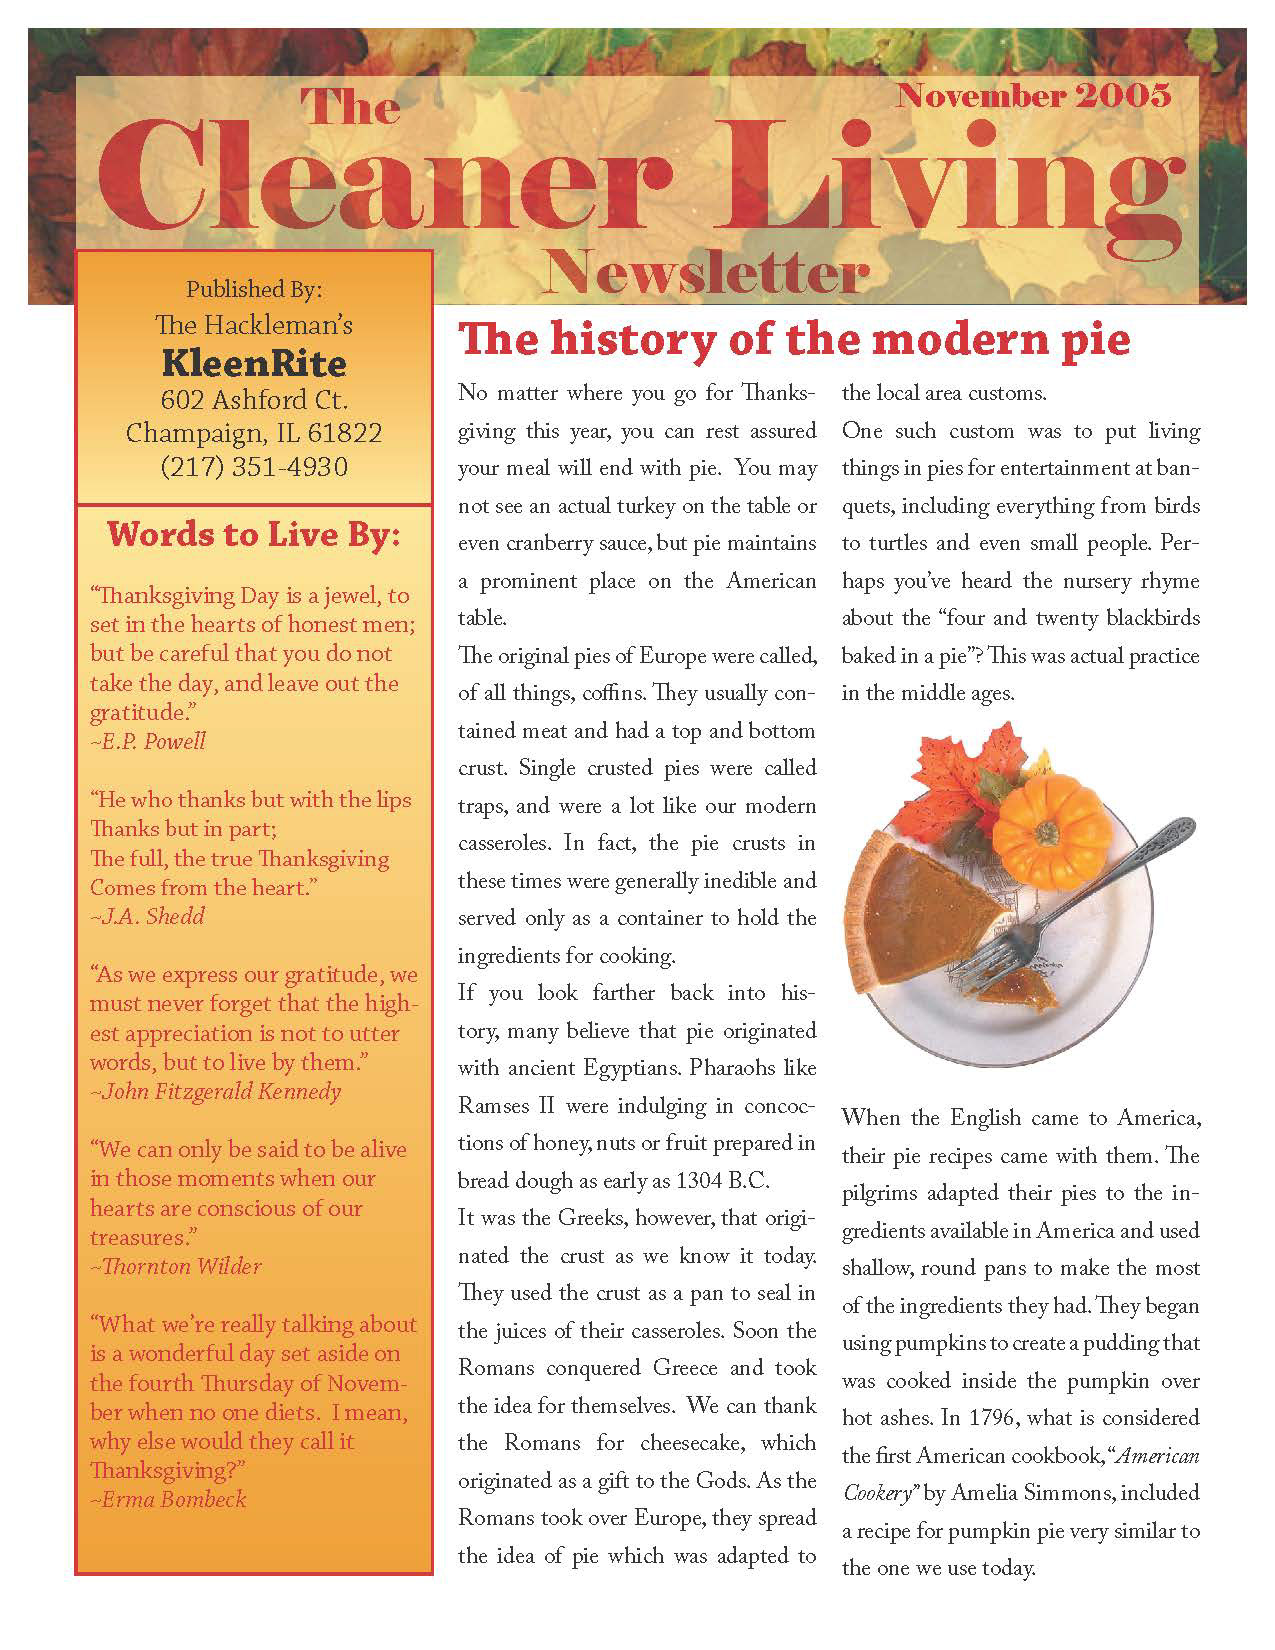 November 2005
The
Cleaner Living
Newsletter
Published By:
The Hackleman's
KleenRite
602 Ashford Ct.
Champaign, IL 61822
(217) 351-4930
Words to Live By:
“Thanksgiving Day is a jewel, to
set in the hearts of honest men;
but be careful that you do not
take the day, and leave out the
gratitude.”
~E.P. Powell
“He who thanks but with the lips
Thanks but in part;
The full, the true Thanksgiving
Comes from the heart.”
~J.A. Shedd
“As we express our gratitude, we
must never forget that the high-
est appreciation is not to utter
words, but to live by them.”
~John Fitzgerald Kennedy
“We can only be said to be alive
in those moments when our
hearts are conscious of our
treasures.”
~Thornton Wilder
“What we're really talking about
is a wonderful day set aside on
the fourth Thursday of Novem-
ber when no one diets.  I mean,
why else would they call it
Thanksgiving?”
~Erma Bombeck
The history of the modern pie
No matter where you go for Thanks-
giving this year, you can rest assured
your meal will end with pie.  You may
not see an actual turkey on the table or
even cranberry sauce, but pie maintains
a prominent place on the American
table.
The original pies of Europe were called,
of all things, coffins. They usually con-
tained meat and had a top and bottom
crust. Single crusted pies were called
traps, and were a lot like our modern
casseroles. In fact, the pie crusts in
these times were generally inedible and
served only as a container to hold the
ingredients for cooking.
If you look farther back into his-
tory, many believe that pie originated
with ancient Egyptians. Pharaohs like
Ramses II were indulging in concoc-
tions of honey, nuts or fruit prepared in
bread dough as early as 1304 B.C.
It was the Greeks, however, that origi-
nated the crust as we know it today.
They used the crust as a pan to seal in
the juices of their casseroles. Soon the
Romans conquered Greece and took
the idea for themselves.  We can thank
the Romans for cheesecake, which
originated as a gift to the Gods. As the
Romans took over Europe, they spread
the idea of pie which was adapted to
the local area customs.
One such custom was to put living
things in pies for entertainment at ban-
quets, including everything from birds
to turtles and even small people. Per-
haps you've heard the nursery rhyme
about the “four and twenty blackbirds
baked in a pie”? This was actual practice
in the middle ages.
When the English came to America,
their pie recipes came with them. The
pilgrims adapted their pies to the in-
gredients available in America and used
shallow, round pans to make the most
of the ingredients they had. They began
using pumpkins to create a pudding that
was cooked inside the pumpkin over
hot ashes. In 1796, what is considered
the first American cookbook, “American
Cookery” by Amelia Simmons, included
a recipe for pumpkin pie very similar to
the one we use today.